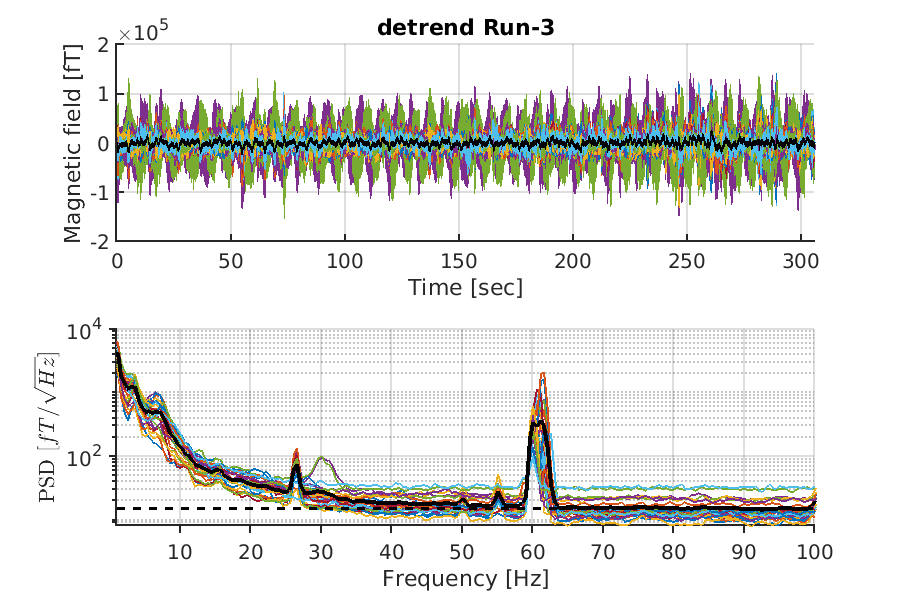 detrend Run-3
×10^5
Magnetic field [fT]
2
1
0
-1
-2
0 50 100 150 200 250 300
Time [sec]
PSD [fT/√Hz]
10^4
10^2
10 20 30 40 50 60 70 80 90 100
Frequency [Hz]